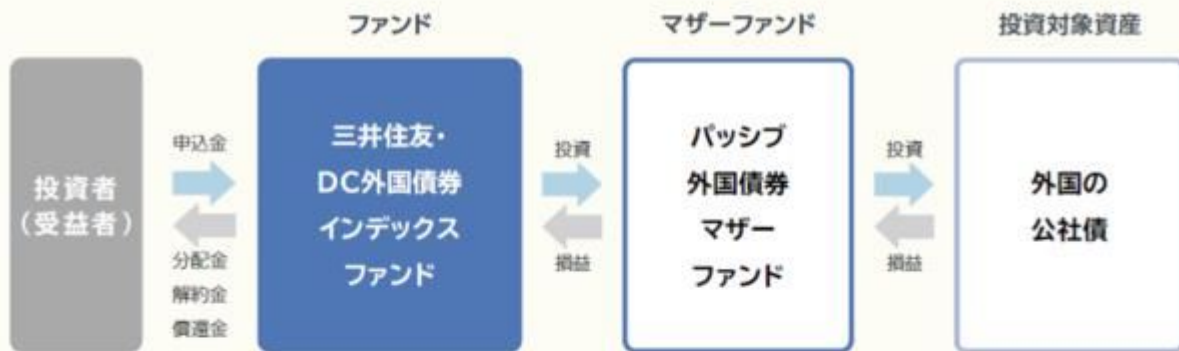 ファンド
マザーファンド
投資対象資産
投資者
（受益者）
申込金
分配金
解約金
償還金
三井住友・
DC外国債券
インデックス
ファンド
投資
損益
パッシブ
外国債券
マザー
ファンド
投資
損益
外国の
公社債